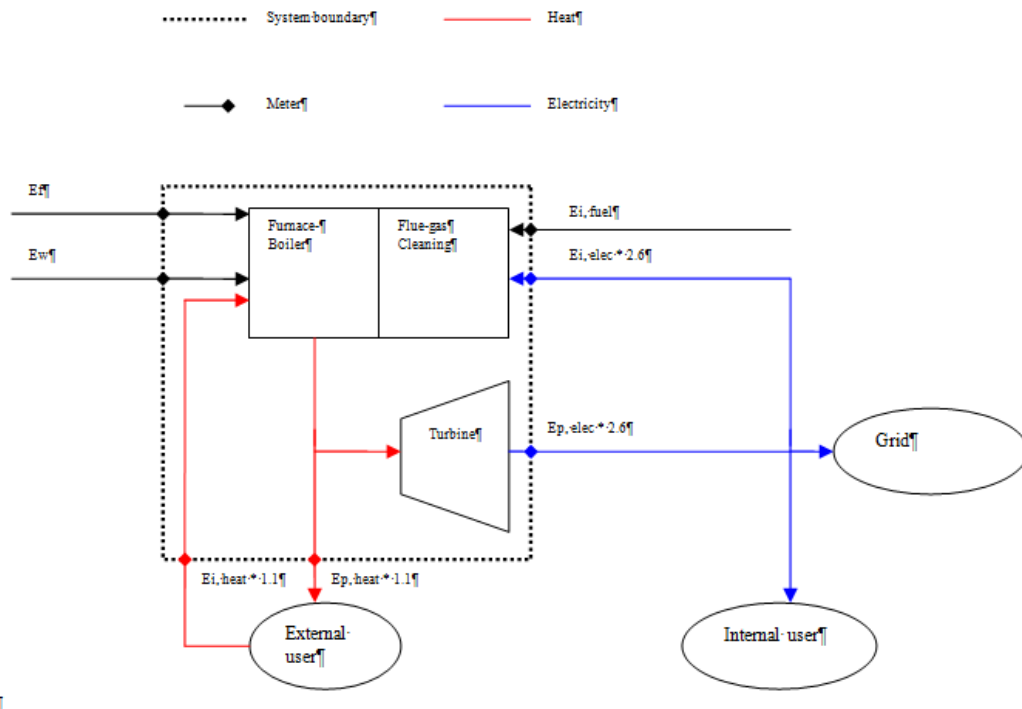 System·boundary¶
Heat¶
Meter¶
Electricity¶
Ef¶
Ew¶
Furnace-¶
Boiler¶
Flue-gas¶
Cleaning¶
Ei,·fuel¶
Ei,·elec·*·2.6¶
Turbine¶
Ep,·elec·*·2.6¶
Grid¶
Ei,·heat·*·1.1¶
Ep,·heat·*·1.1¶
External·
user¶
Internal·user¶
¶